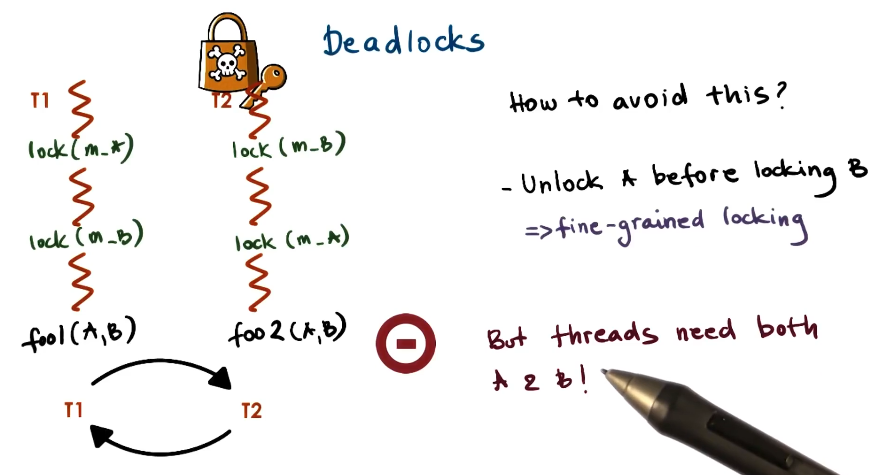 Deadlocks
T1
T2
lock(m_A)
lock(m_B)
lock(m_B)
lock(m_A)
foo1(A,B)
foo2(A,B)
T1
T2
How to avoid this?
- Unlock A before locking B
=> fine-grained locking
But threads need both
A & B!